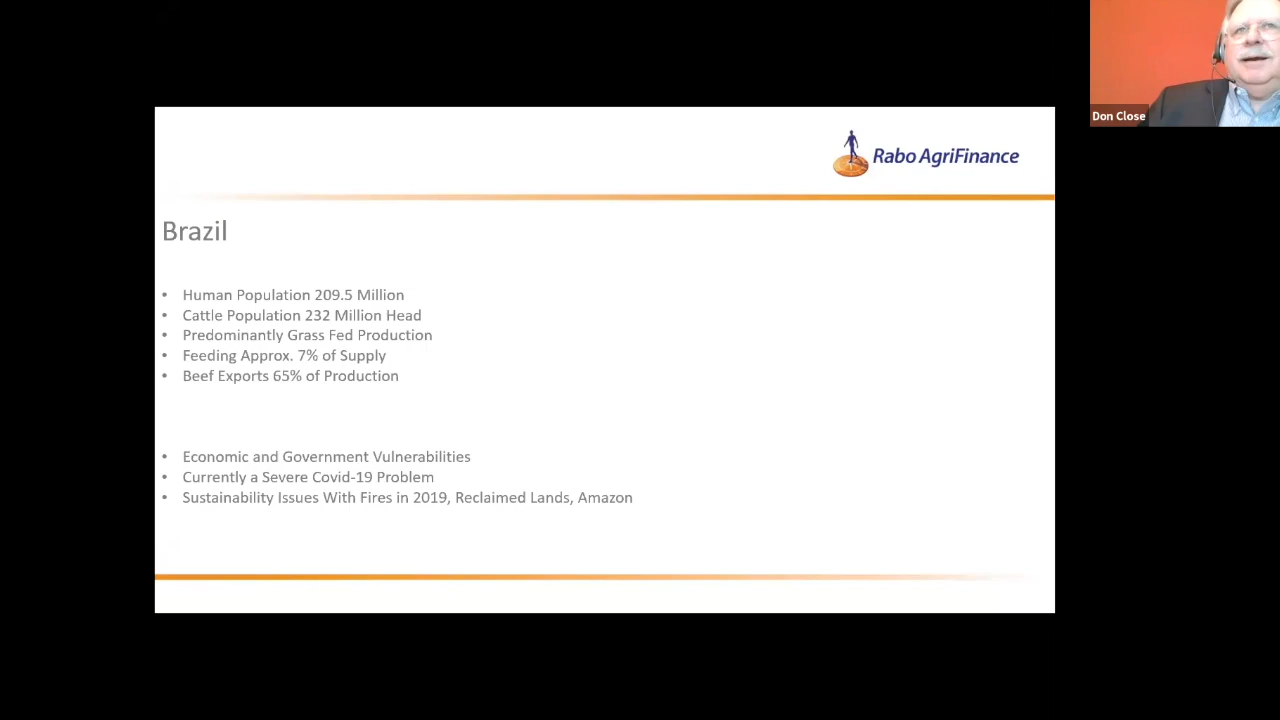 Don Close
Rabo AgriFinance
Brazil
• Human Population 209.5 Million
• Cattle Population 232 Million Head
• Predominantly Grass Fed Production
• Feeding Approx. 7% of Supply
• Beef Exports 65% of Production
• Economic and Government Vulnerabilities
• Currently a Severe Covid-19 Problem
• Sustainability Issues With Fires in 2019, Reclaimed Lands, Amazon